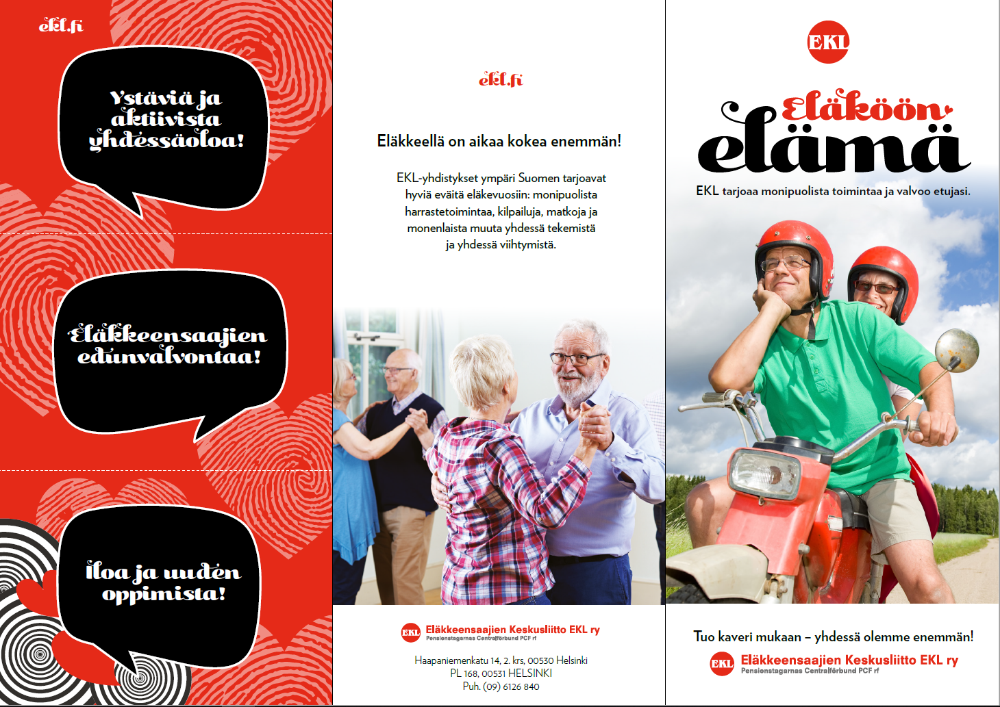 ekl.fi
Ystäviä ja
aktiivista
yhdessäoloa!
Eläkkeensaajien
edunvalvontaa!
Iloa ja uuden
oppimista!
ekl.fi
Eläkkeellä on aikaa kokea enemmän!
EKL-yhdistykset ympäri Suomen tarjoavat
hyviä eväitä eläkevuosiin: monipuolista
harrastetoimintaa, kilpailuja, matkoja ja
monenlaista muuta yhdessä tekemistä
ja yhdessä viihtymistä.
EKL Eläkkeensaajien Keskusliitto EKL ry
Pensionstagarnas Centralförbund PCF rf
Haapaniemenkatu 14, 2. krs, 00530 Helsinki
PL 168, 00531 HELSINKI
Puh. (09) 6126 840
EKL
Eläköön
elämä
EKL tarjoaa monipuolista toimintaa ja valvoo etujasi.
Tuo kaveri mukaan – yhdessä olemme enemmän!
EKL Eläkkeensaajien Keskusliitto EKL ry
Pensionstagarnas Centralförbund PCF rf